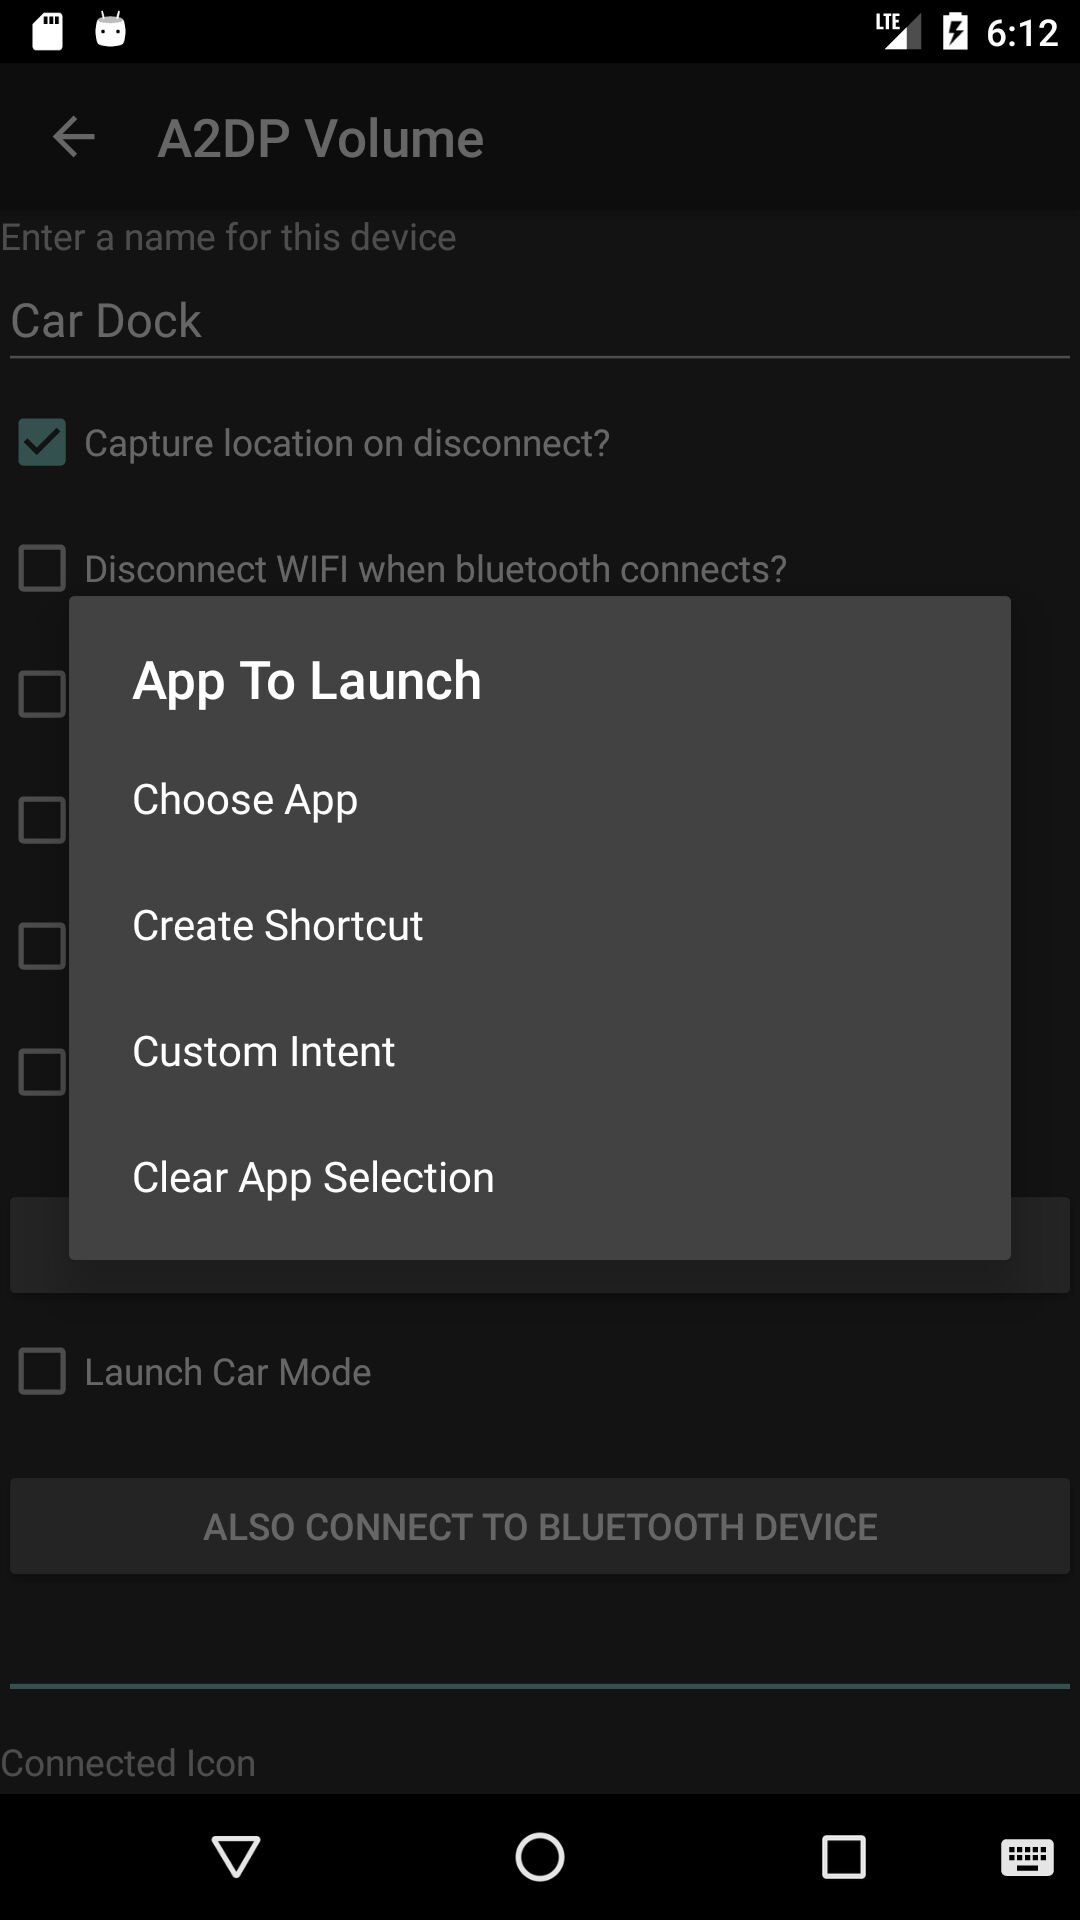 LTE 6:12
A2DP Volume
Enter a name for this device
Car Dock
Capture location on disconnect?
Disconnect WIFI when bluetooth connects?
App To Launch
Choose App
Create Shortcut
Custom Intent
Clear App Selection
Launch Car Mode
ALSO CONNECT TO BLUETOOTH DEVICE
Connected Icon